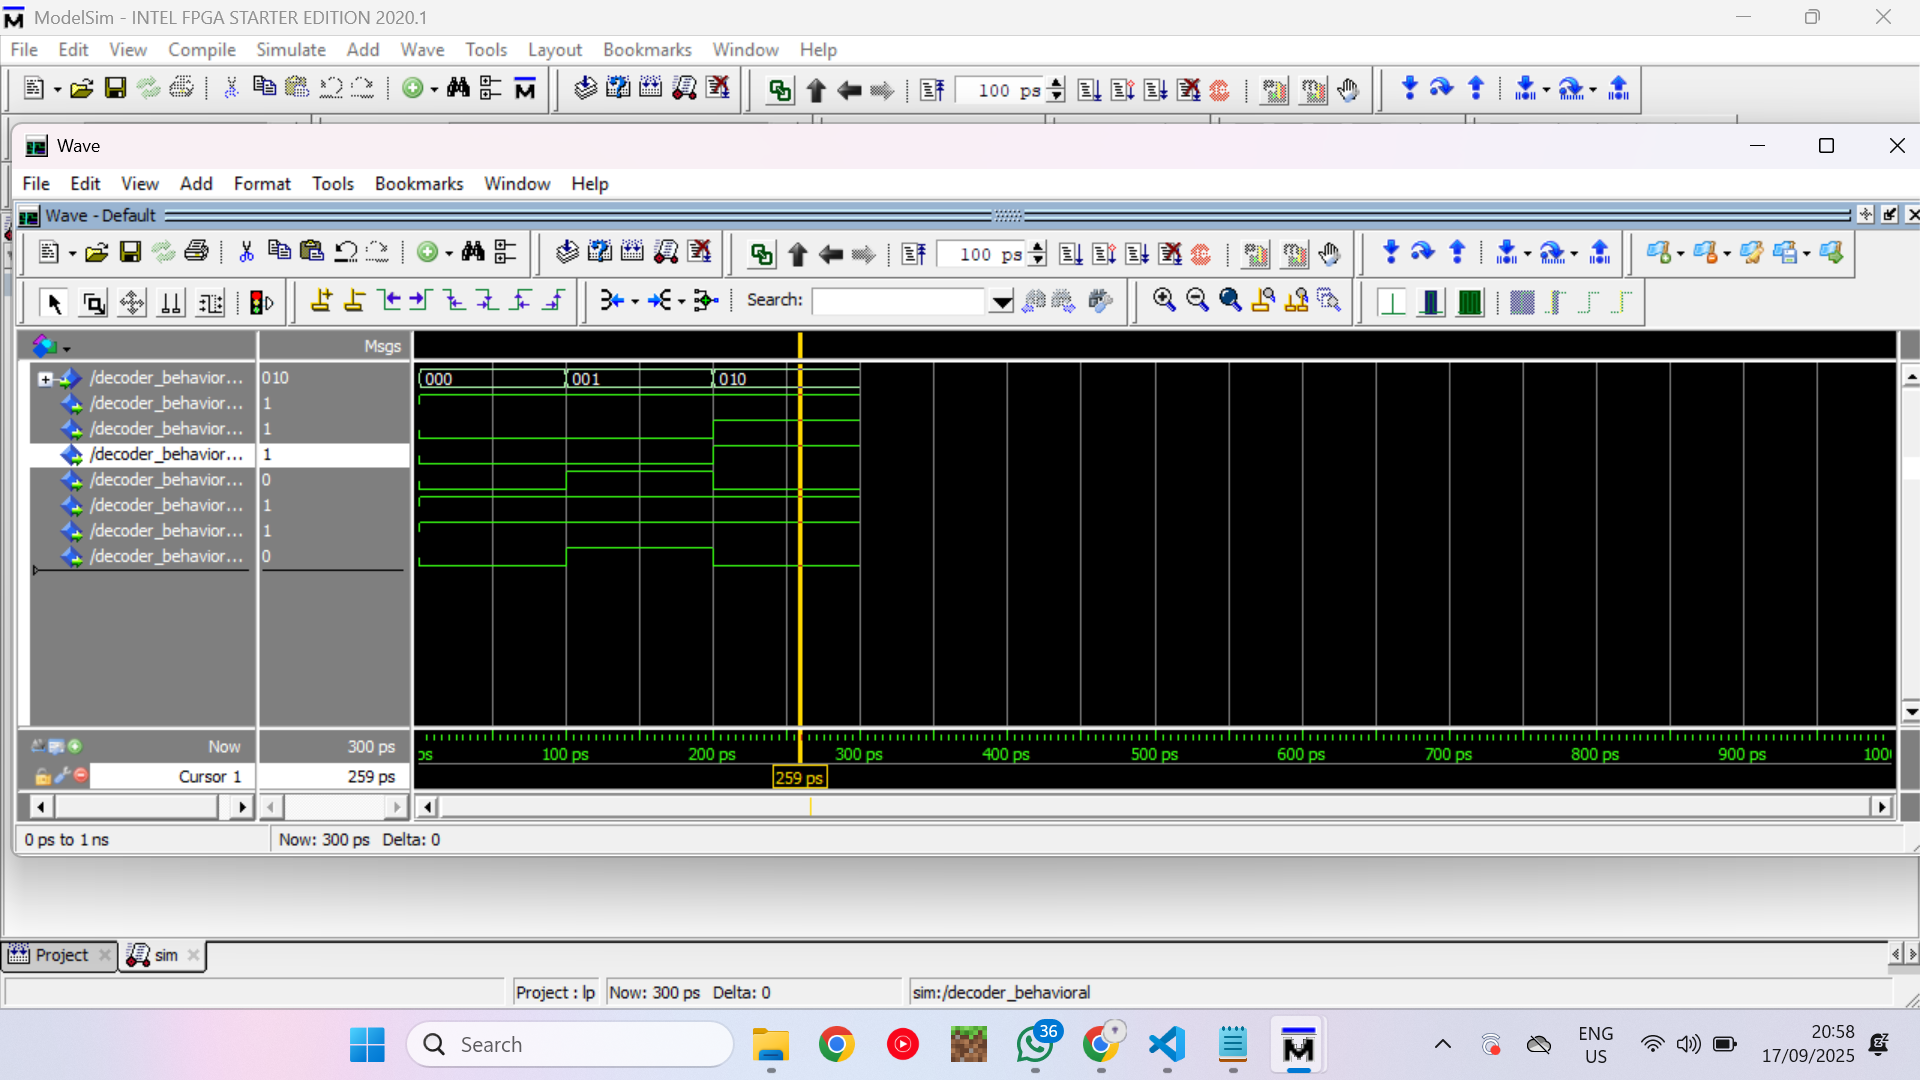 ModelSim - INTEL FPGA STARTER EDITION 2020.1
File Edit View Compile Simulate Add Wave Tools Layout Bookmarks Window Help
100 ps
Wave
File Edit View Add Format Tools Bookmarks Window Help
Wave - Default
100 ps
Search:
Msgs
/decoder_behavior... 010 000 001 010
/decoder_behavior... 1
/decoder_behavior... 1
/decoder_behavior... 1
/decoder_behavior... 0
/decoder_behavior... 1
/decoder_behavior... 1
/decoder_behavior... 0
Now 300 ps 100 ps 200 ps 300 ps 400 ps 500 ps 600 ps 700 ps 800 ps 900 ps
Cursor 1 259 ps 259 ps
0 ps to 1 ns Now: 300 ps Delta: 0
Project sim
Project : lp Now: 300 ps Delta: 0 sim:/decoder_behavioral
Search 36 ENG US 20:58 17/09/2025